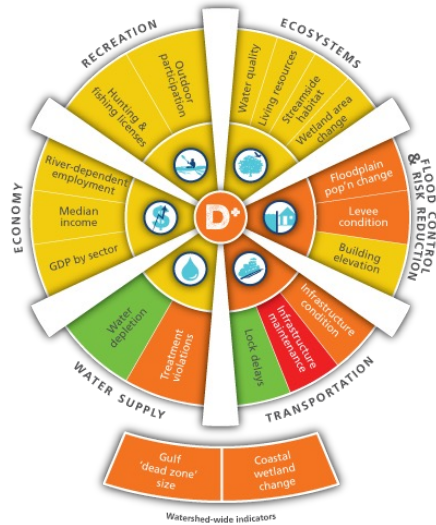 RECREATION
ECOSYSTEMS
Hunting &
fishing licenses
Outdoor
participation
Water quality
Living resources
Streamside
habitat
Wetland area
change
FLOOD CONTROL
& RISK REDUCTION
Floodplain
pop'n change
Levee
condition
Building
elevation
ECONOMY
River-dependent
employment
Median
income
GDP by sector
D+
WATER SUPPLY
Water
depletion
Treatment
violations
TRANSPORTATION
Lock delays
Infrastructure
maintenance
Infrastructure
condition
Gulf
'dead zone'
size
Coastal
wetland
change
Watershed-wide indicators